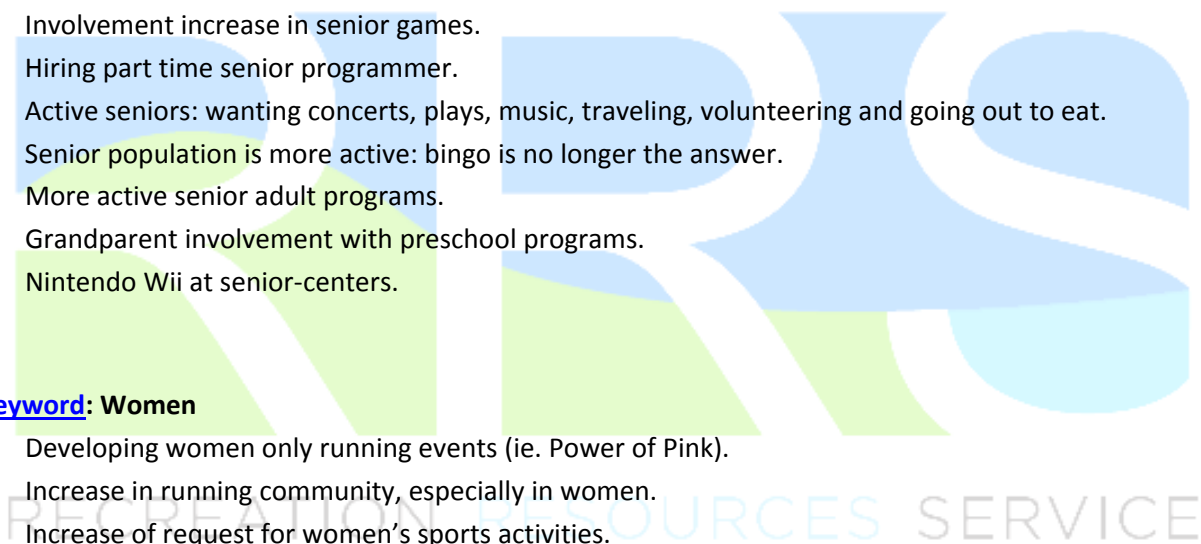 Involvement increase in senior games.
Hiring part time senior programmer.
Active seniors: wanting concerts, plays, music, traveling, volunteering and going out to eat.
Senior population is more active: bingo is no longer the answer.
More active senior adult programs.
Grandparent involvement with preschool programs.
Nintendo Wii at senior-centers.
eyword: Women
Developing women only running events (ie. Power of Pink).
Increase in running community, especially in women.
RECREATION RESOURCES SERVICE
Increase of request for women's sports activities.